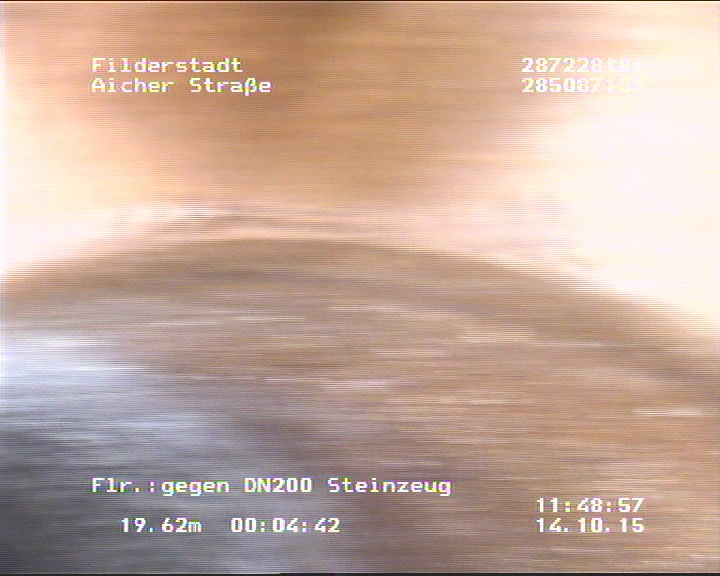 Filderstadt
Aicher Straße
Flr.:gegen DN200 Steinzeug
11:48:57
19.62m 00:04:42
14.10.15